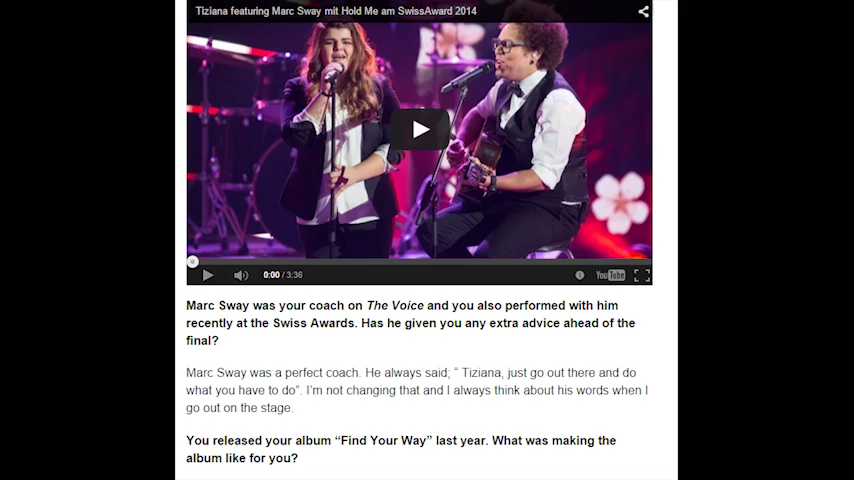 Tiziana featuring Marc Sway mit Hold Me am SwissAward 2014
0:00 / 3:36
YouTube
Marc Sway was your coach on The Voice and you also performed with him
recently at the Swiss Awards. Has he given you any extra advice ahead of the
final?
Marc Sway was a perfect coach. He always said; “ Tiziana, just go out there and do
what you have to do”. I’m not changing that and I always think about his words when I
go out on the stage.
You released your album “Find Your Way” last year. What was making the
album like for you?